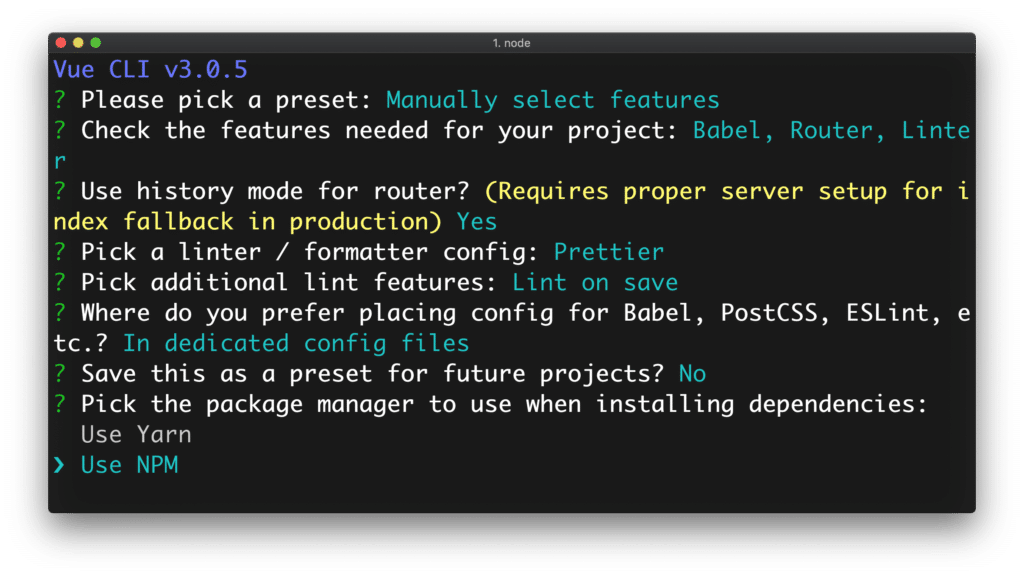 1. node
Vue CLI v3.0.5
? Please pick a preset: Manually select features
? Check the features needed for your project: Babel, Router, Linte
r
? Use history mode for router? (Requires proper server setup for i
ndex fallback in production) Yes
? Pick a linter / formatter config: Prettier
? Pick additional lint features: Lint on save
? Where do you prefer placing config for Babel, PostCSS, ESLint, e
tc.? In dedicated config files
? Save this as a preset for future projects? No
? Pick the package manager to use when installing dependencies:
  Use Yarn
❯ Use NPM